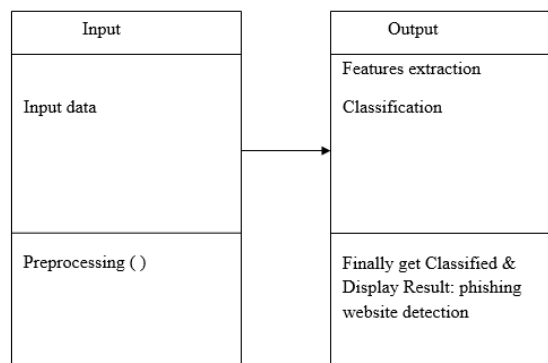 Input
Input data
Preprocessing ( )
Output
Features extraction
Classification
Finally get Classified &
Display Result: phishing
website detection